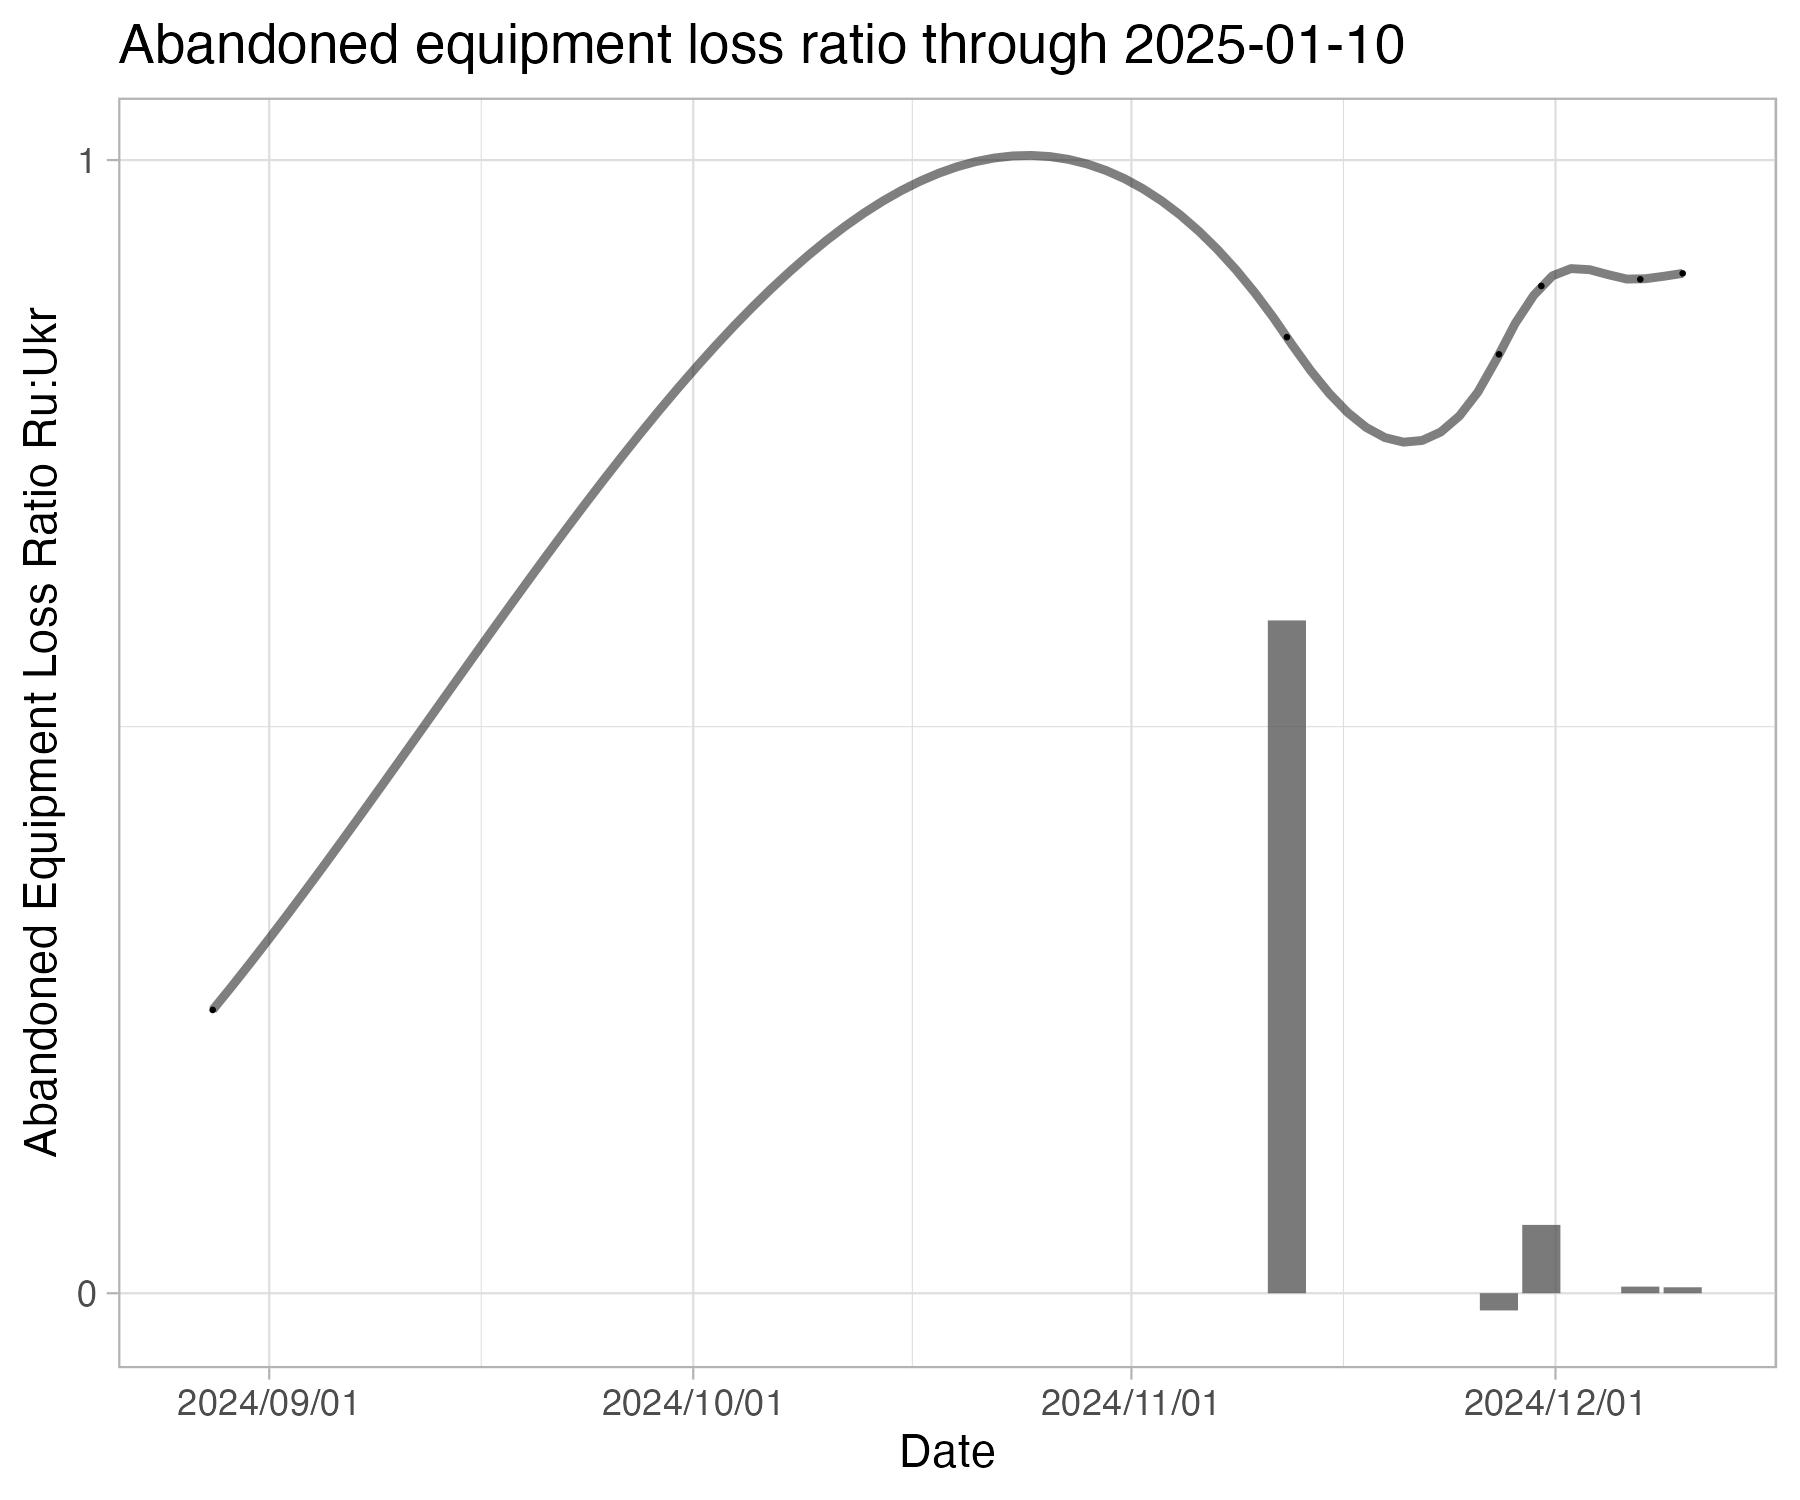 Abandoned equipment loss ratio through 2025-01-10
Abandoned Equipment Loss Ratio Ru:Ukr
1
0
2024/09/01
2024/10/01
2024/11/01
2024/12/01
Date